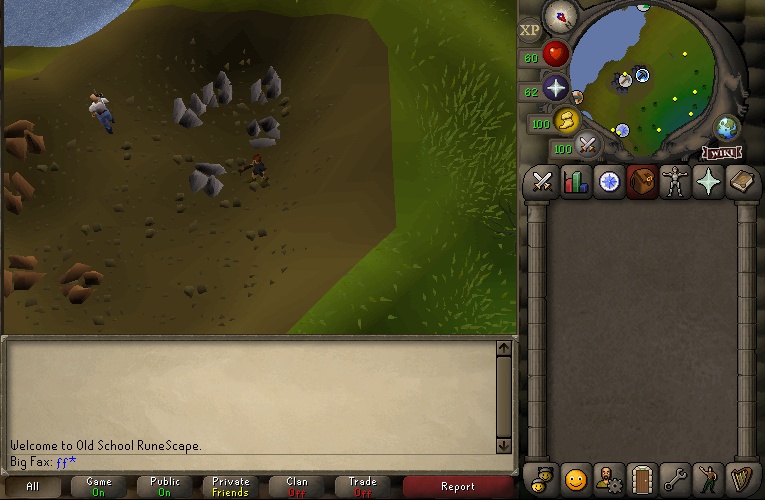 XP
60
62
100
100
WIKI
Welcome to Old School RuneScape.
Big Fax: ff*
All
Game
On
Public
On
Private
Friends
Clan
Off
Trade
Off
Report